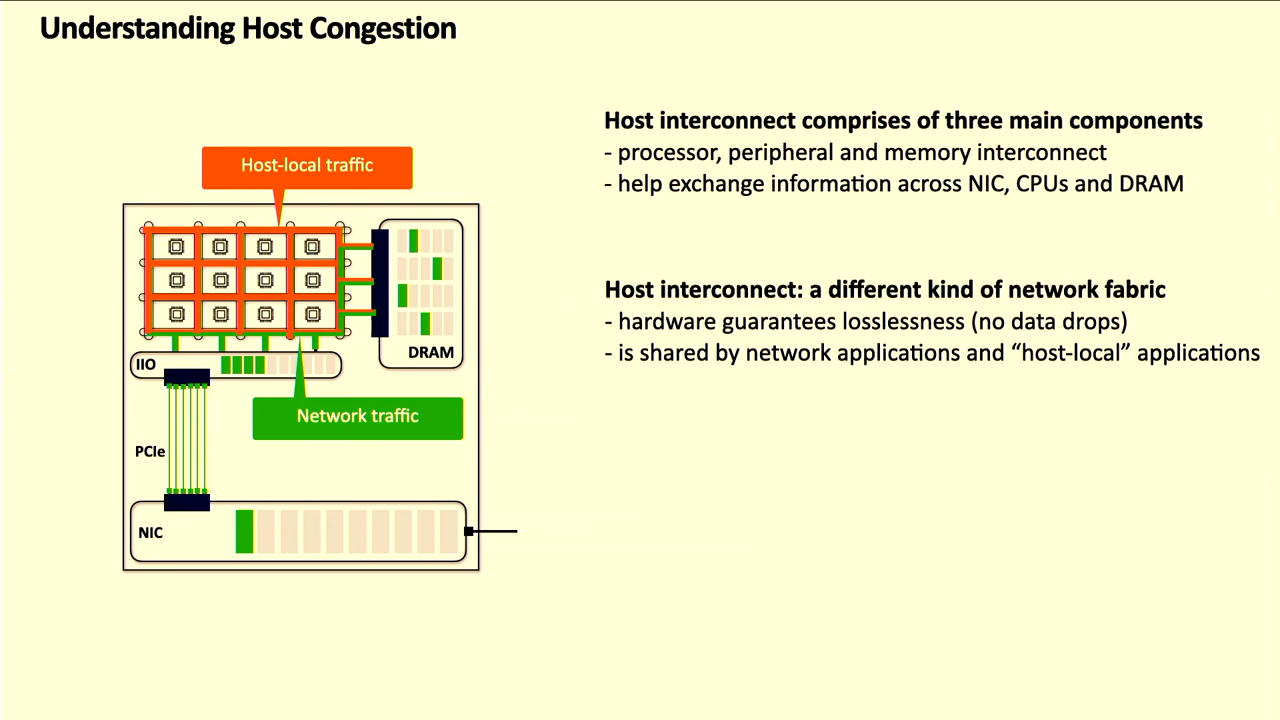 Understanding Host Congestion
Host interconnect comprises of three main components
- processor, peripheral and memory interconnect
- help exchange information across NIC, CPUs and DRAM
Host interconnect: a different kind of network fabric
- hardware guarantees losslessness (no data drops)
- is shared by network applications and “host-local” applications
Host-local traffic
DRAM
IIO
Network traffic
PCIe
NIC